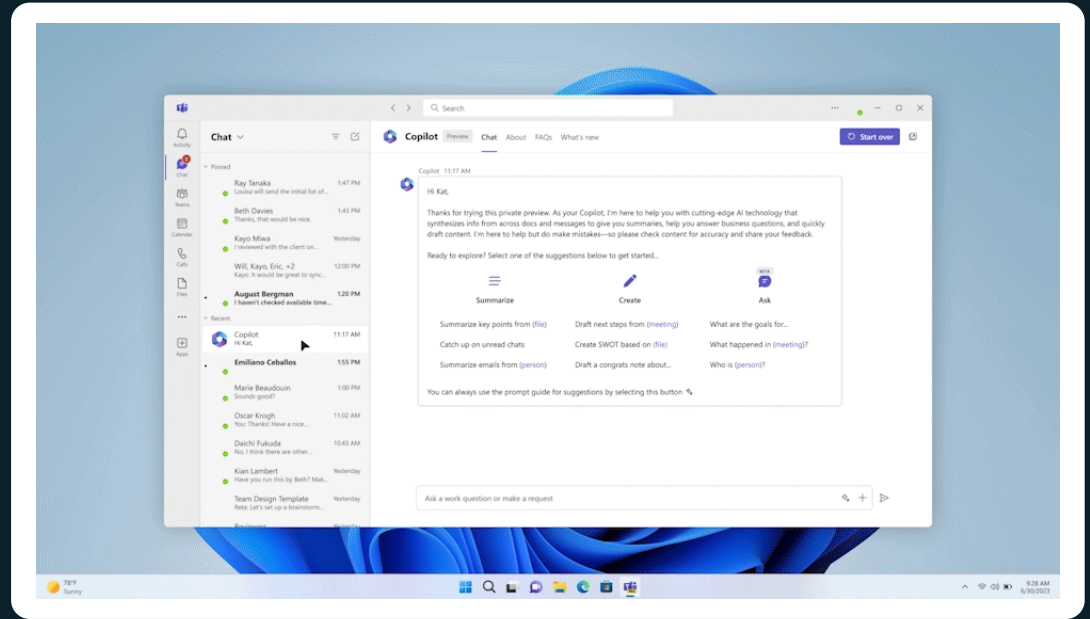 Search
Activity
Chat
Teams
Calendar
Calls
Files
Apps
Chat
Pinned
Ray Tanaka 1:47 PM
Louisa will send the initial list of...
Beth Davies 1:43 PM
Thanks, that would be nice.
Kayo Miwa Yesterday
I reviewed with the client on...
Will, Kayo, Eric, +2 12:00 PM
Kayo: It would be great to sync...
August Bergman 1:20 PM
I haven't checked available time...
Recent
Copilot 11:17 AM
Hi Kat,
Emiliano Ceballos 1:55 PM
Marie Beaudouin 1:00 PM
Sounds good?
Oscar Krogh 11:02 AM
You: Thanks! Have a nice...
Daichi Fukuda 10:43 AM
No, I think there are other...
Kian Lambert Yesterday
Have you run this by Beth? Mak...
Team Design Template Yesterday
Reta: Let's set up a brainstorm...
Yesterday
Copilot Preview Chat About FAQs What's new Start over
Copilot 11:17 AM
Hi Kat,
Thanks for trying this private preview. As your Copilot, I'm here to help you with cutting-edge AI technology that
synthesizes info from across docs and messages to give you summaries, help you answer business questions, and quickly
draft content. I'm here to help but do make mistakes—so please check content for accuracy and share your feedback.
Ready to explore? Select one of the suggestions below to get started...
BETA
Summarize Create Ask
Summarize key points from (file) Draft next steps from (meeting) What are the goals for...
Catch up on unread chats Create SWOT based on (file) What happened in (meeting)?
Summarize emails from (person) Draft a congrats note about... Who is (person)?
You can always use the prompt guide for suggestions by selecting this button
Ask a work question or make a request
78°F
Sunny
9:28 AM
6/30/2023